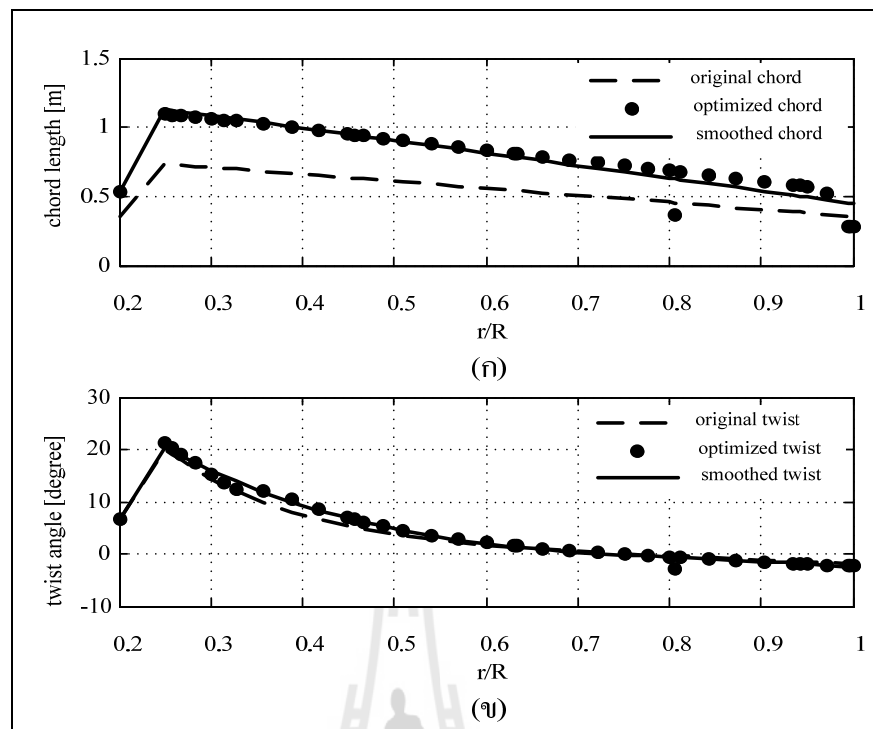 1.5
1
0.5
0
chord length [m]
original chord
optimized chord
smoothed chord
0.2 0.3 0.4 0.5 0.6 0.7 0.8 0.9 1
r/R
(ก)
30
20
10
0
-10
twist angle [degree]
original twist
optimized twist
smoothed twist
0.2 0.3 0.4 0.5 0.6 0.7 0.8 0.9 1
r/R
(ข)